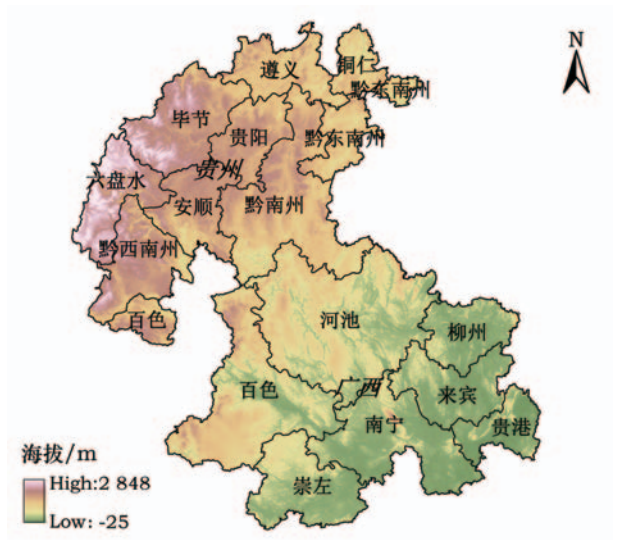 N
遵义
铜仁
黔东南州
毕节
贵阳
黔东南州
贵州
六盘水
安顺
黔南州
黔西南州
百色
河池
柳州
百色
广西
来宾
南宁
贵港
崇左
海拔/m
High:2 848
Low: -25